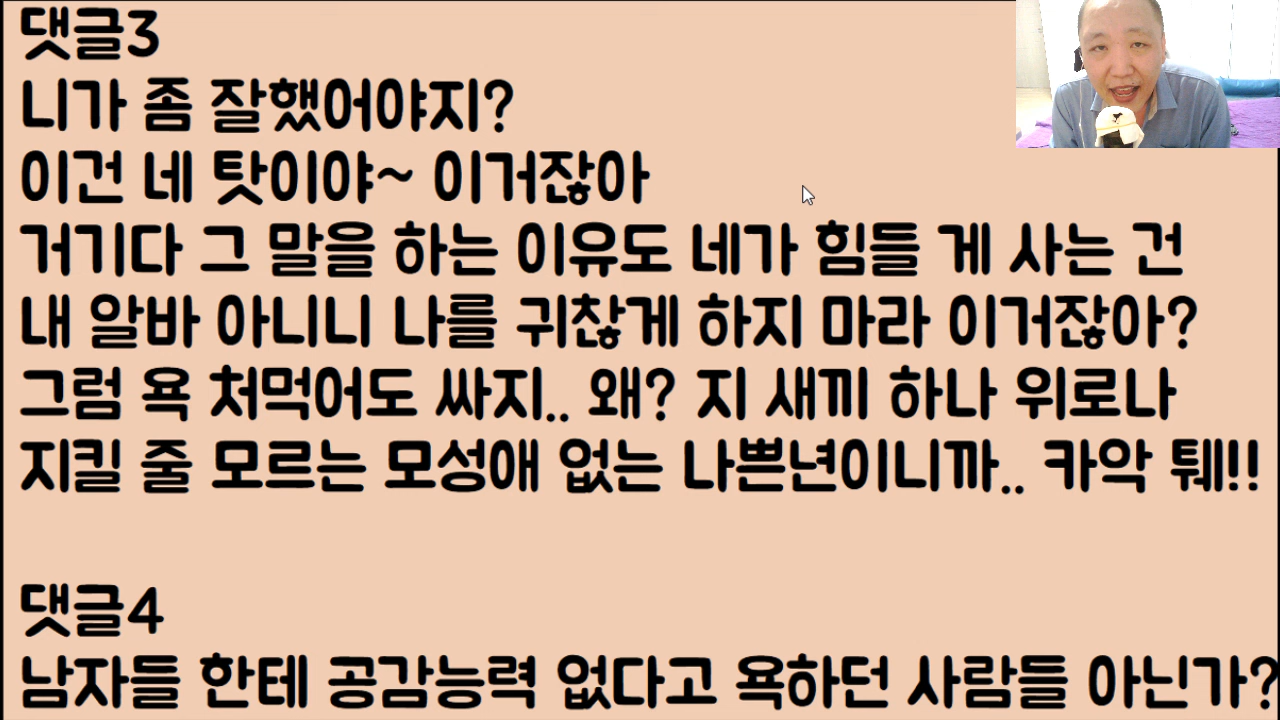 댓글3
니가 좀 잘했어야지?
이건 네 탓이야~ 이거잖아
거기다 그 말을 하는 이유도 네가 힘들 게 사는 건
내 알바 아니니 나를 귀찮게 하지 마라 이거잖아?
그럼 욕 처먹어도 싸지.. 왜? 지 새끼 하나 위로나
지킬 줄 모르는 모성애 없는 나쁜년이니까.. 카악 퉤!!
댓글4
남자들 한테 공감능력 없다고 욕하던 사람들 아닌가?